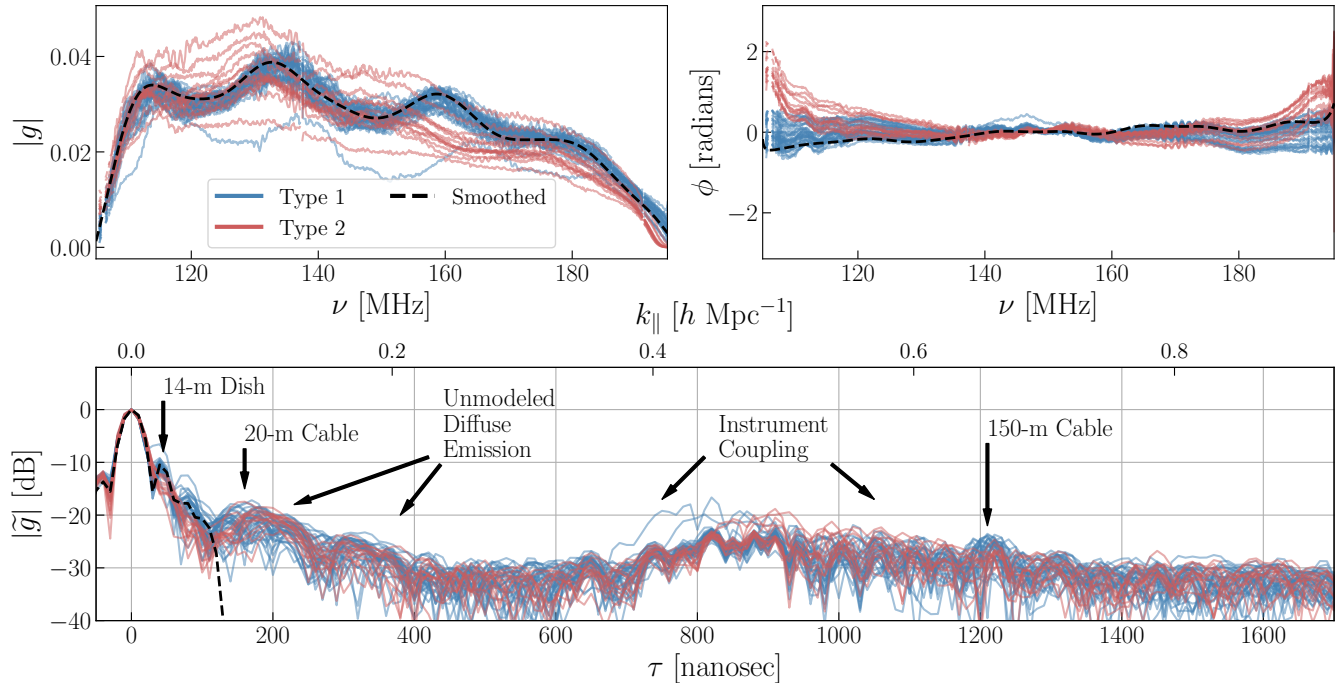 |g|
0.04
0.02
0.00
Type 1
Type 2
Smoothed
120
140
160
180
ν [MHz]
ϕ [radians]
2
0
−2
120
140
160
180
ν [MHz]
k∥ [h Mpc⁻¹]
0.0
0.2
0.4
0.6
0.8
|g̃| [dB]
0
−10
−20
−30
−40
14-m Dish
20-m Cable
Unmodeled
Diffuse
Emission
Instrument
Coupling
150-m Cable
0
200
400
600
800
1000
1200
1400
1600
τ [nanosec]